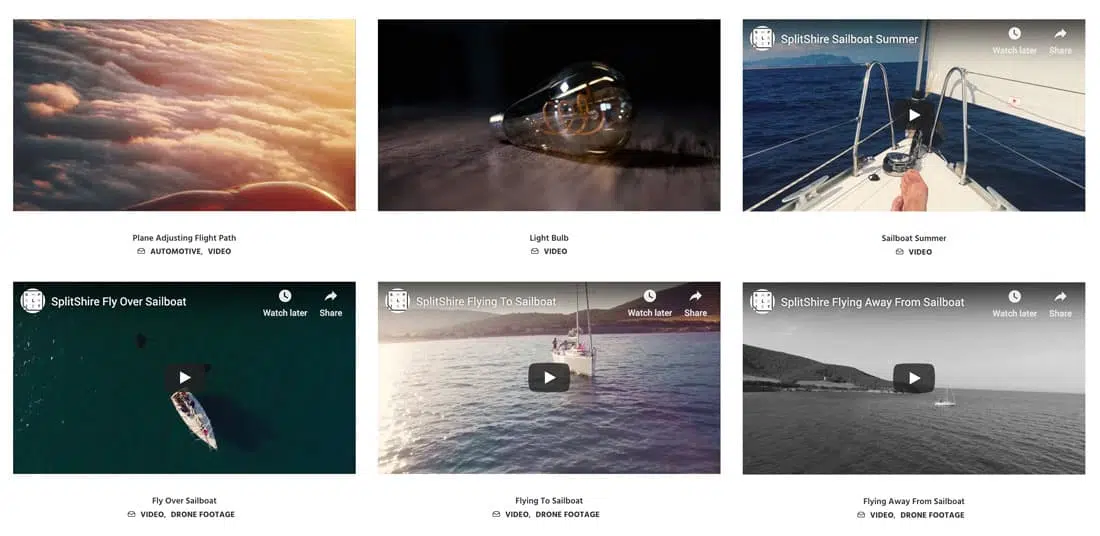 SplitShire Sailboat Summer
Watch later Share
Plane Adjusting Flight Path
AUTOMOTIVE, VIDEO
Light Bulb
VIDEO
Sailboat Summer
VIDEO
SplitShire Fly Over Sailboat
Watch later Share
SplitShire Flying To Sailboat
Watch later Share
SplitShire Flying Away From Sailboat
Watch later Share
Fly Over Sailboat
VIDEO, DRONE FOOTAGE
Flying To Sailboat
VIDEO, DRONE FOOTAGE
Flying Away From Sailboat
VIDEO, DRONE FOOTAGE